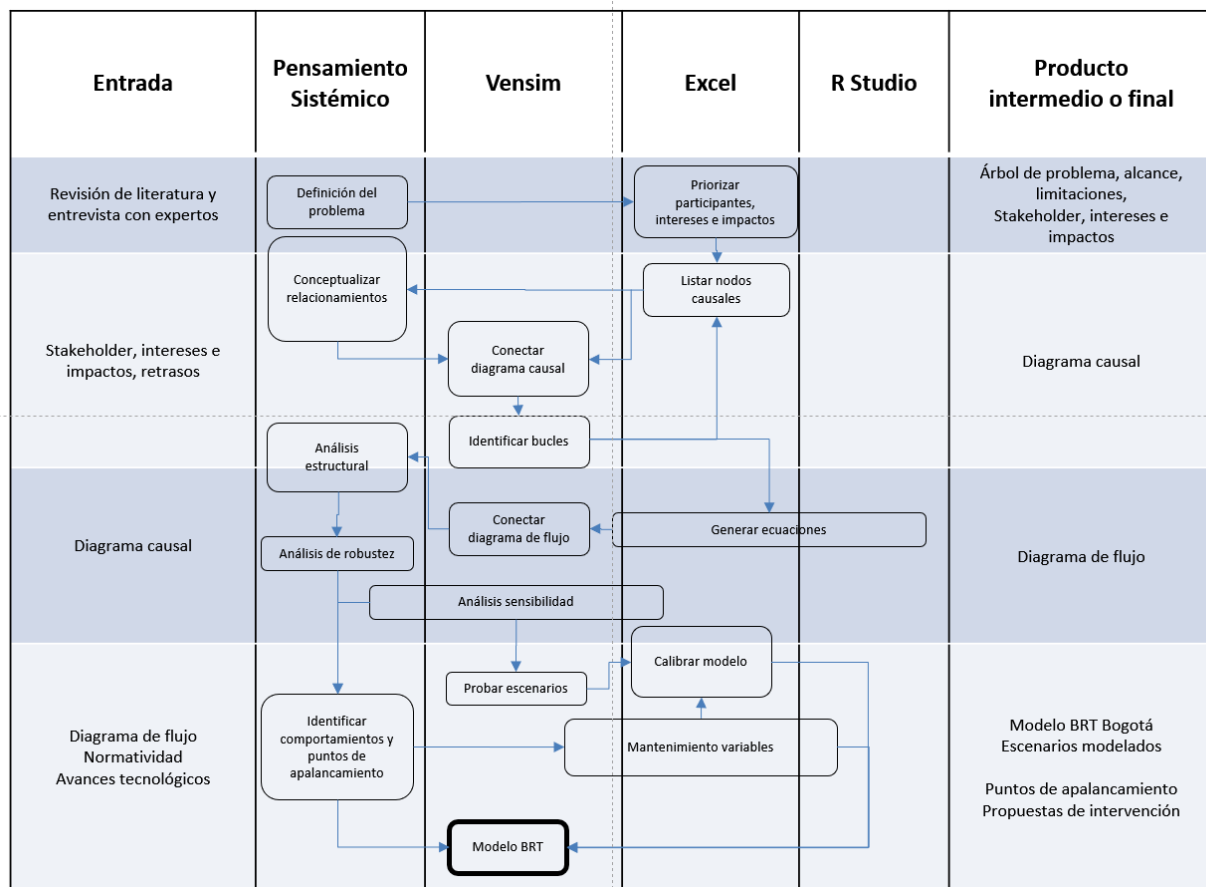 Entrada
Pensamiento
Sistémico
Vensim
Excel
R Studio
Producto
intermedio o final
Revisión de literatura y
entrevista con expertos
Definición del
problema
Priorizar
participantes,
intereses e impactos
Árbol de problema, alcance,
limitaciones,
Stakeholder, intereses e
impactos
Stakeholder, intereses e
impactos, retrasos
Conceptualizar
relacionamientos
Listar nodos
causales
Conectar
diagrama causal
Identificar bucles
Diagrama causal
Diagrama causal
Análisis
estructural
Conectar
diagrama de flujo
Generar ecuaciones
Análisis de robustez
Análisis sensibilidad
Diagrama de flujo
Diagrama de flujo
Normatividad
Avances tecnológicos
Identificar
comportamientos y
puntos de
apalancamiento
Probar escenarios
Calibrar modelo
Mantenimiento variables
Modelo BRT
Modelo BRT Bogotá
Escenarios modelados
Puntos de apalancamiento
Propuestas de intervención